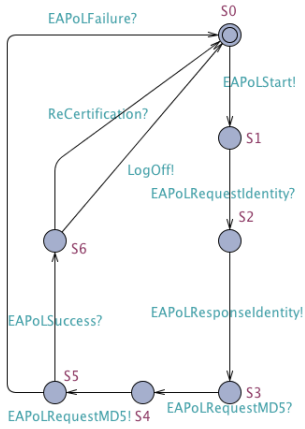 S0
EAPoLFailure?
EAPoLStart!
ReCertification?
S1
LogOff!
EAPoLRequestIdentity?
S2
S6
EAPoLResponseIdentity!
EAPoLSuccess?
S5
S3
EAPoLRequestMD5?
EAPoLRequestMD5!
S4